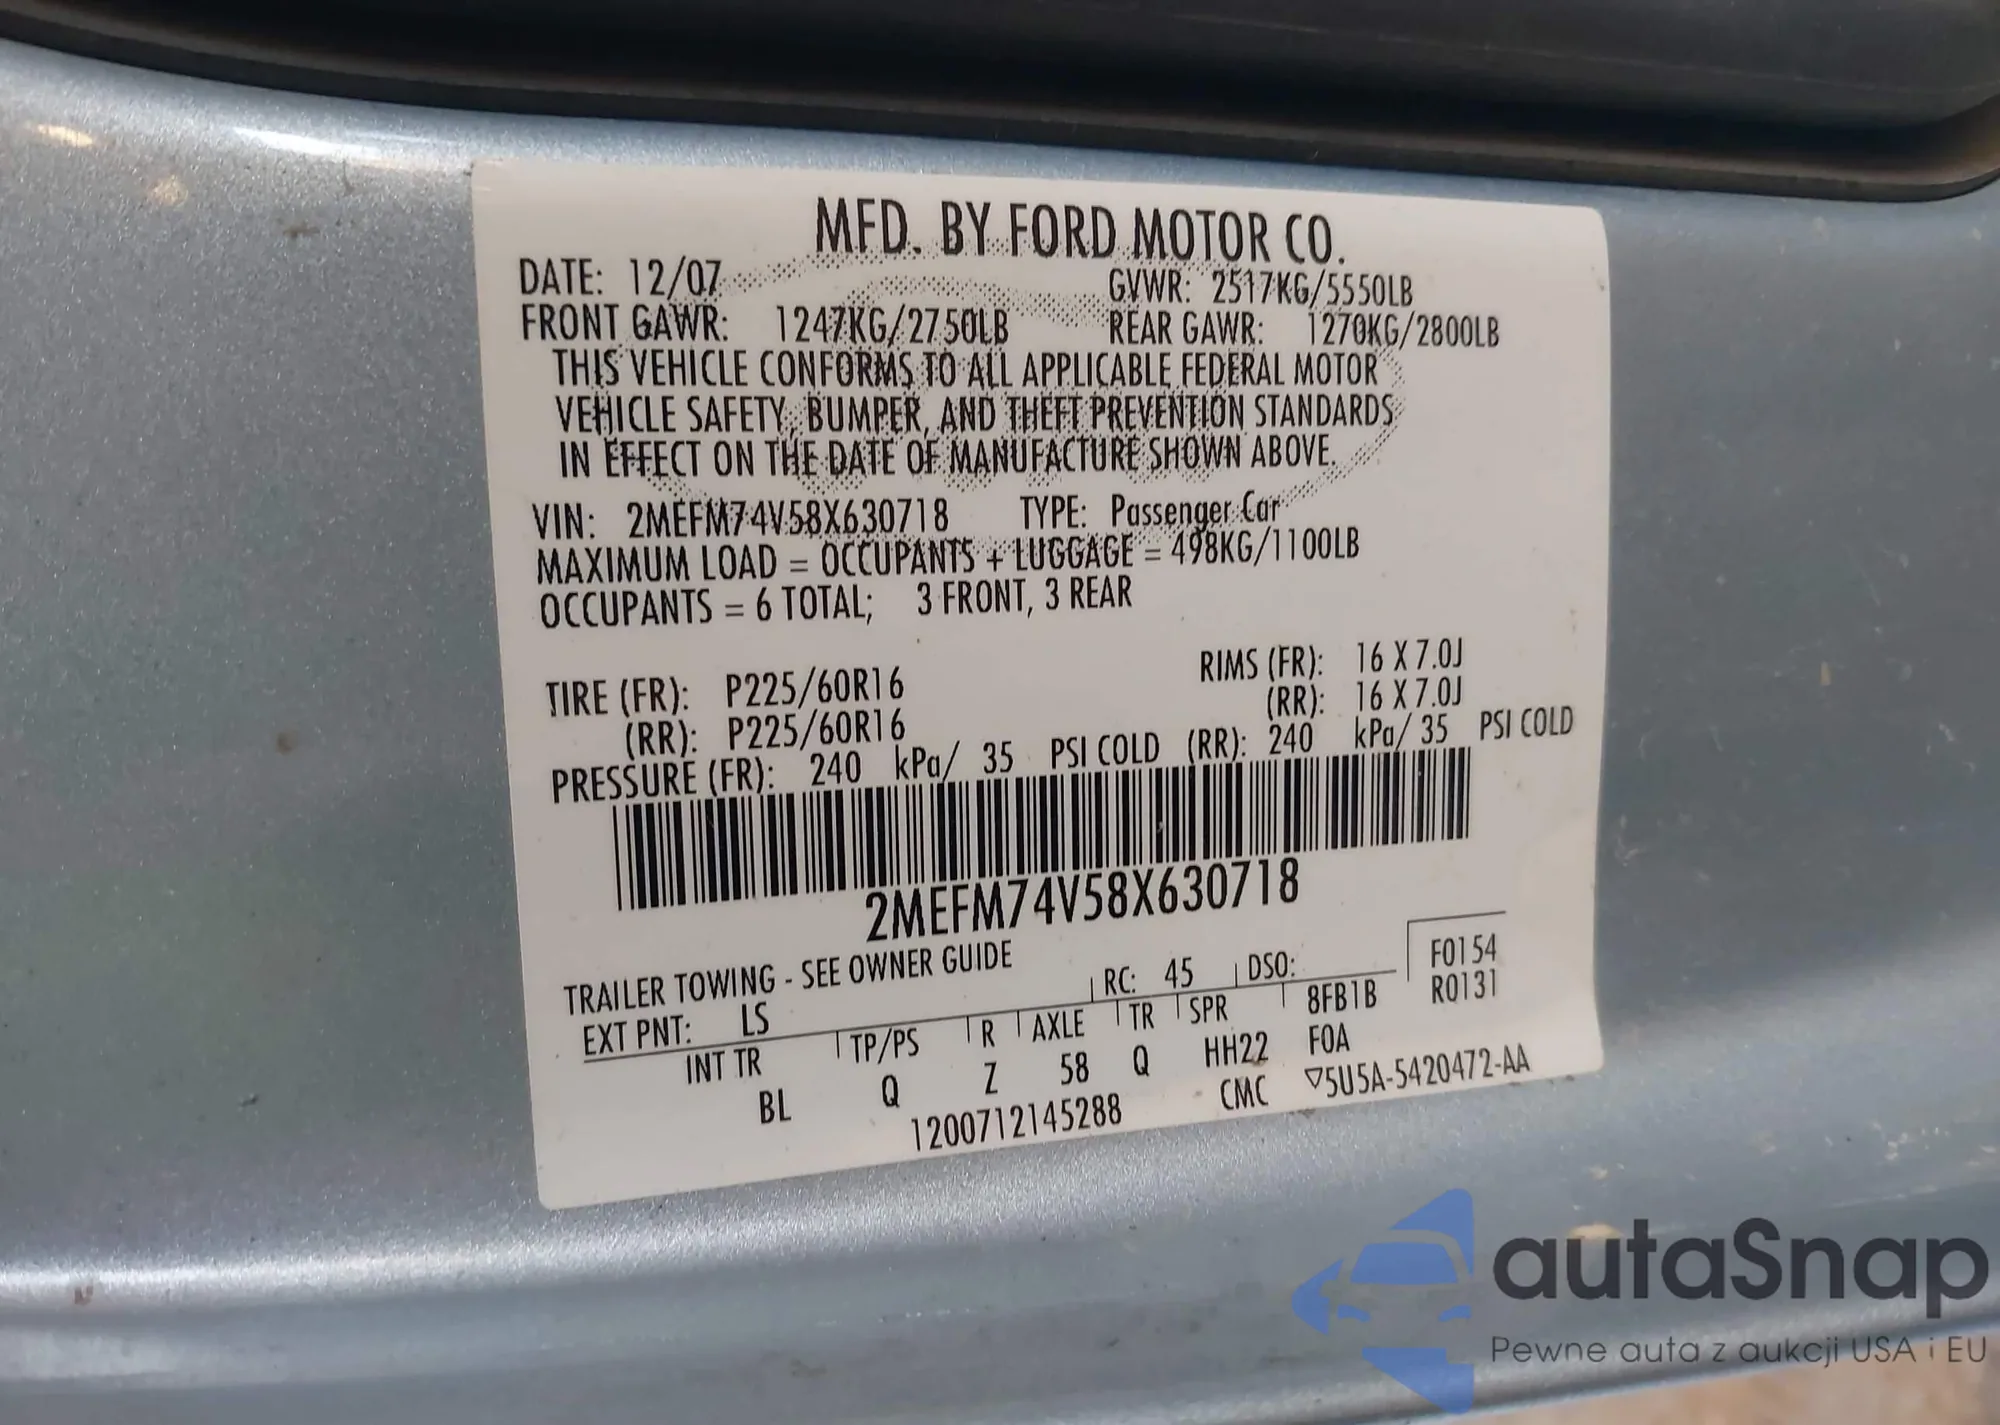 MFD. BY FORD MOTOR CO.
DATE: 12/07 GVWR: 2517KG/5550LB
FRONT GAWR: 1247KG/2750LB REAR GAWR: 1270KG/2800LB
THIS VEHICLE CONFORMS TO ALL APPLICABLE FEDERAL MOTOR
VEHICLE SAFETY, BUMPER, AND THEFT PREVENTION STANDARDS
IN EFFECT ON THE DATE OF MANUFACTURE SHOWN ABOVE.
VIN: 2MEFM74V58X630718 TYPE: Passenger Car
MAXIMUM LOAD = OCCUPANTS + LUGGAGE = 498KG/1100LB
OCCUPANTS = 6 TOTAL; 3 FRONT, 3 REAR
TIRE (FR): P225/60R16 RIMS (FR): 16 X 7.0J
(RR): P225/60R16 (RR): 16 X 7.0J
PRESSURE (FR): 240 kPa/ 35 PSI COLD (RR): 240 kPa/ 35 PSI COLD
2MEFM74V58X630718
TRAILER TOWING - SEE OWNER GUIDE
EXT PNT: LS RC: 45 DSO: F0154
R0131
INT TR TP/PS R AXLE TR SPR 8FB1B
BL Q Z 58 Q HH22 F0A
1200712145288 CMC ▽5U5A-5420472-AA
autaSnap
Pewne auta z aukcji USA i EU